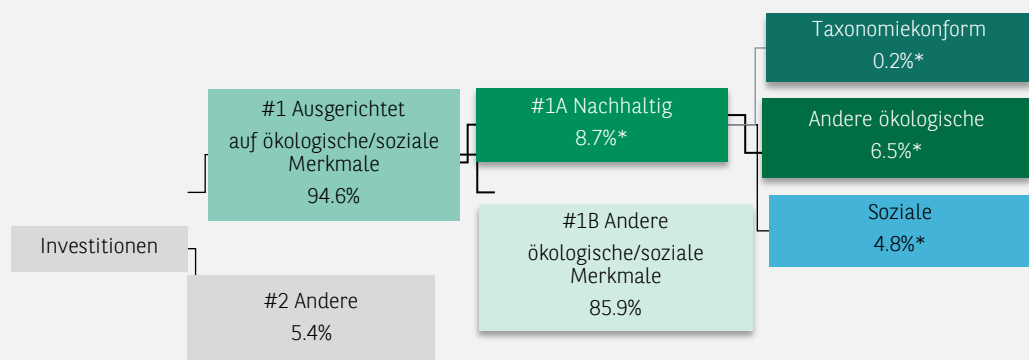 Investitionen
#1 Ausgerichtet
auf ökologische/soziale
Merkmale
94.6%
#2 Andere
5.4%
#1A Nachhaltig
8.7%*
#1B Andere
ökologische/soziale
Merkmale
85.9%
Taxonomiekonform
0.2%*
Andere ökologische
6.5%*
Soziale
4.8%*